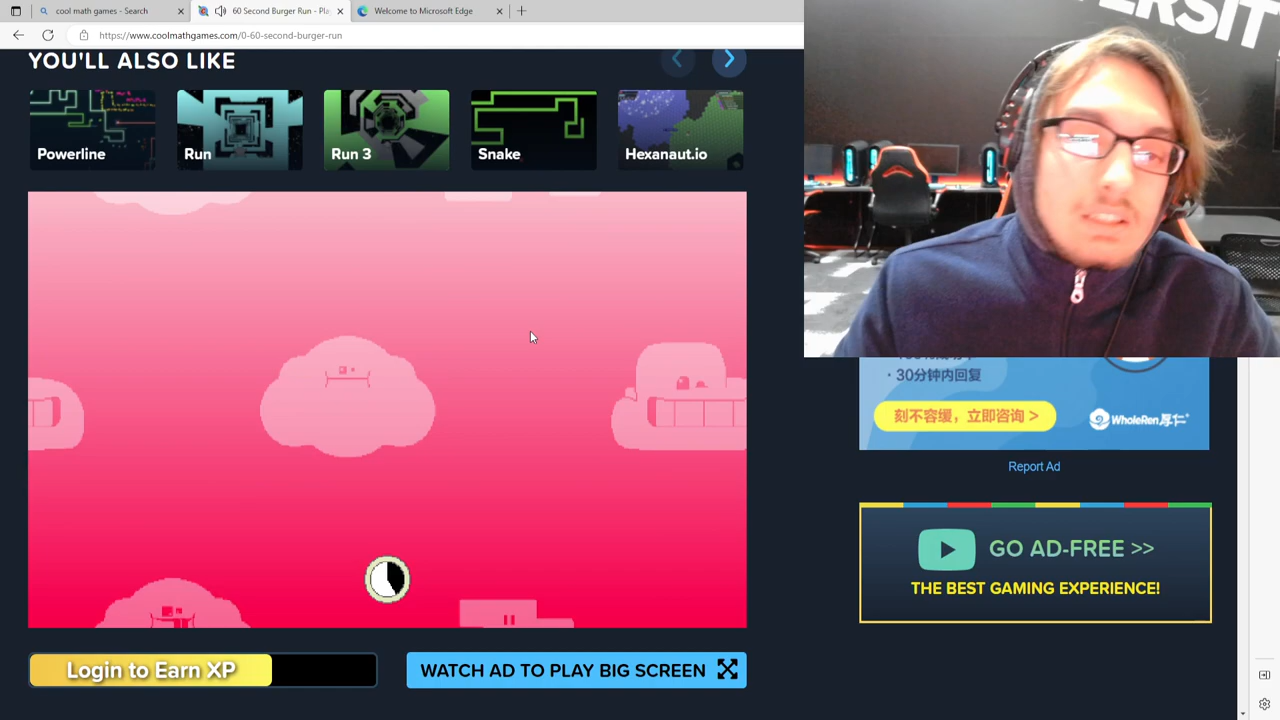 cool math games - Search
60 Second Burger Run - Pla
Welcome to Microsoft Edge
https://www.coolmathgames.com/0-60-second-burger-run
YOU'LL ALSO LIKE
Powerline
Run
Run 3
Snake
Hexanaut.io
· 30分钟内回复
刻不容缓，立即咨询 >
WholeRen厚仁
Report Ad
GO AD-FREE >>
THE BEST GAMING EXPERIENCE!
Login to Earn XP
WATCH AD TO PLAY BIG SCREEN